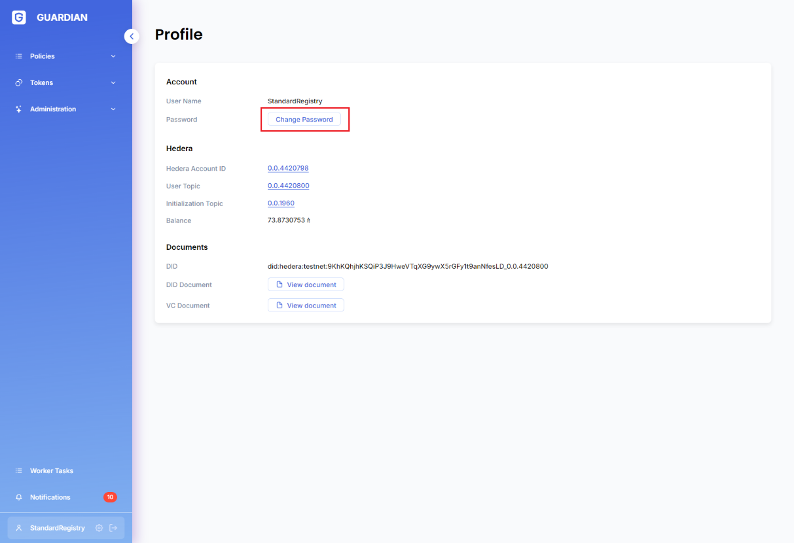 GUARDIAN
Policies
Tokens
Administration
Worker Tasks
Notifications 10
StandardRegistry
Profile
Account
User Name StandardRegistry
Password Change Password
Hedera
Hedera Account ID 0.0.4420798
User Topic 0.0.4420800
Initialization Topic 0.0.1960
Balance 73.8730753 ℏ
Documents
DID did:hedera:testnet:9KhKQhjhKSQiP3J9HweVTqXG9ywX5rGFy1t9anNfesLD_0.0.4420800
DID Document View document
VC Document View document